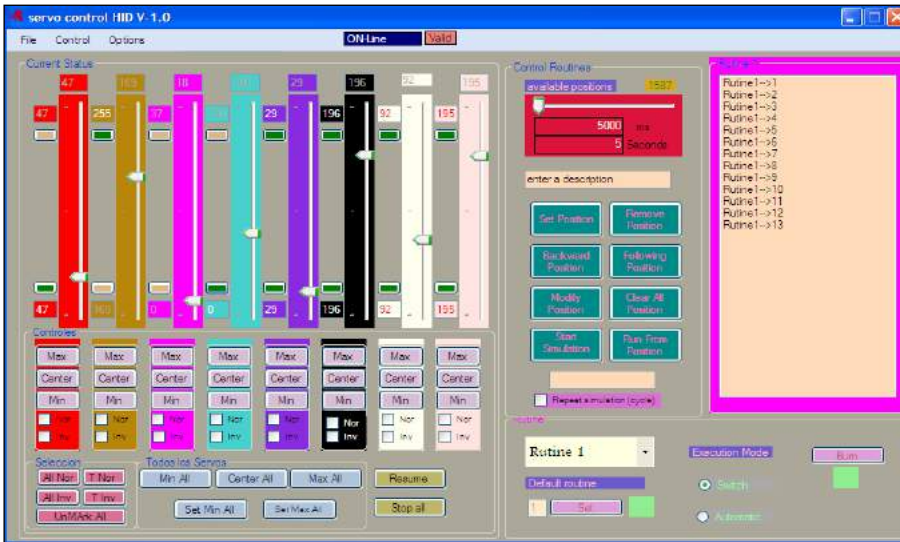 servo control HID V-1.0
File Control Options ON-Line Valid
Current Status
47 169 18 29 196 92 195
47 255 37 29 196 92 195
47 169 0 0 29 196 92 195
Controles
Max Max Max Max Max Max Max Max
Center Center Center Center Center Center Center Center
Min Min Min Min Min Min Min Min
Nor Nor Nor Nor Nor Nor Nor Nor
Inv Inv Inv Inv Inv Inv Inv Inv
Seleccion
All Nor T Nor
All Inv T Inv
UnMArk All
Todos los Servos
Min All Center All Max All
Set Min All Set Max All
Resume
Stop all
Control Routines
available positions 1587
5000 ms
5 Seconds
enter a description
Set Position Remove Position
Backward Position Following Position
Modify Position Clear All Position
Start Simulation Run From Position
Repeat simulation (cycle)
Rutine1-->1
Rutine1-->2
Rutine1-->3
Rutine1-->4
Rutine1-->5
Rutine1-->6
Rutine1-->7
Rutine1-->8
Rutine1-->9
Rutine1-->10
Rutine1-->11
Rutine1-->12
Rutine1-->13
Rutine 1
Default routine
1 Set
Execution Mode
Switch
Automatic
Burn